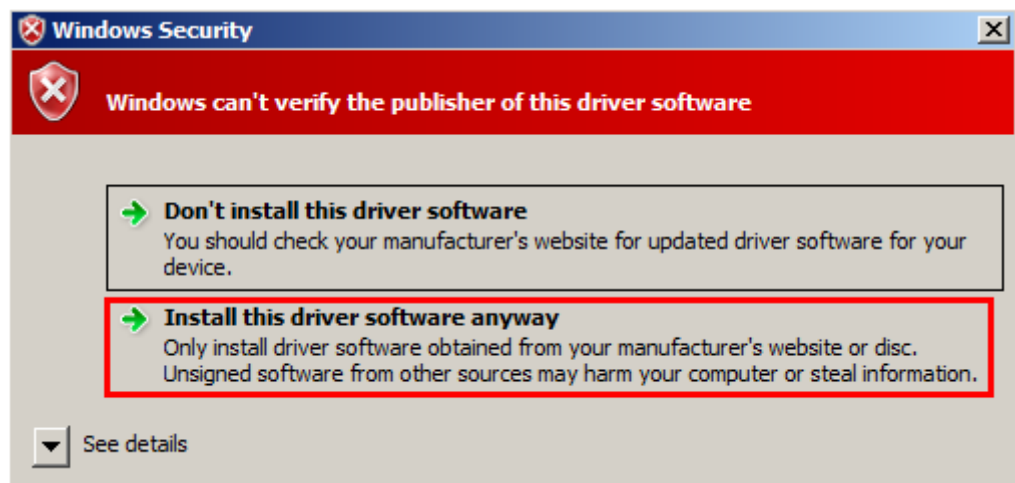 Windows Security
Windows can't verify the publisher of this driver software
Don't install this driver software
You should check your manufacturer's website for updated driver software for your
device.
Install this driver software anyway
Only install driver software obtained from your manufacturer's website or disc.
Unsigned software from other sources may harm your computer or steal information.
See details